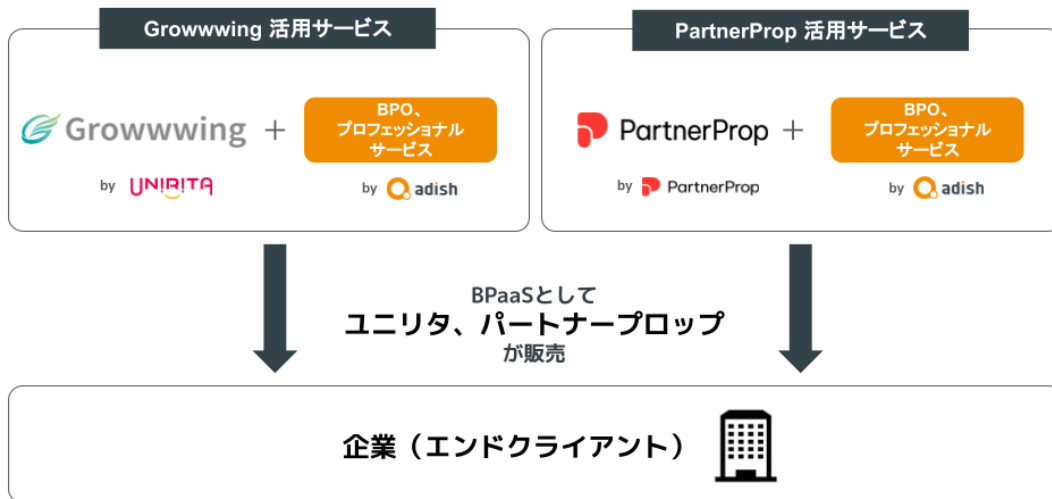 Growwwing 活用サービス
PartnerProp 活用サービス
Growwwing
+
BPO、
プロフェッショナル
サービス
by UNIRITA
by adish
PartnerProp
+
BPO、
プロフェッショナル
サービス
by PartnerProp
by adish
BPaaSとして
ユニリタ、パートナープロップ
が販売
企業（エンドクライアント）